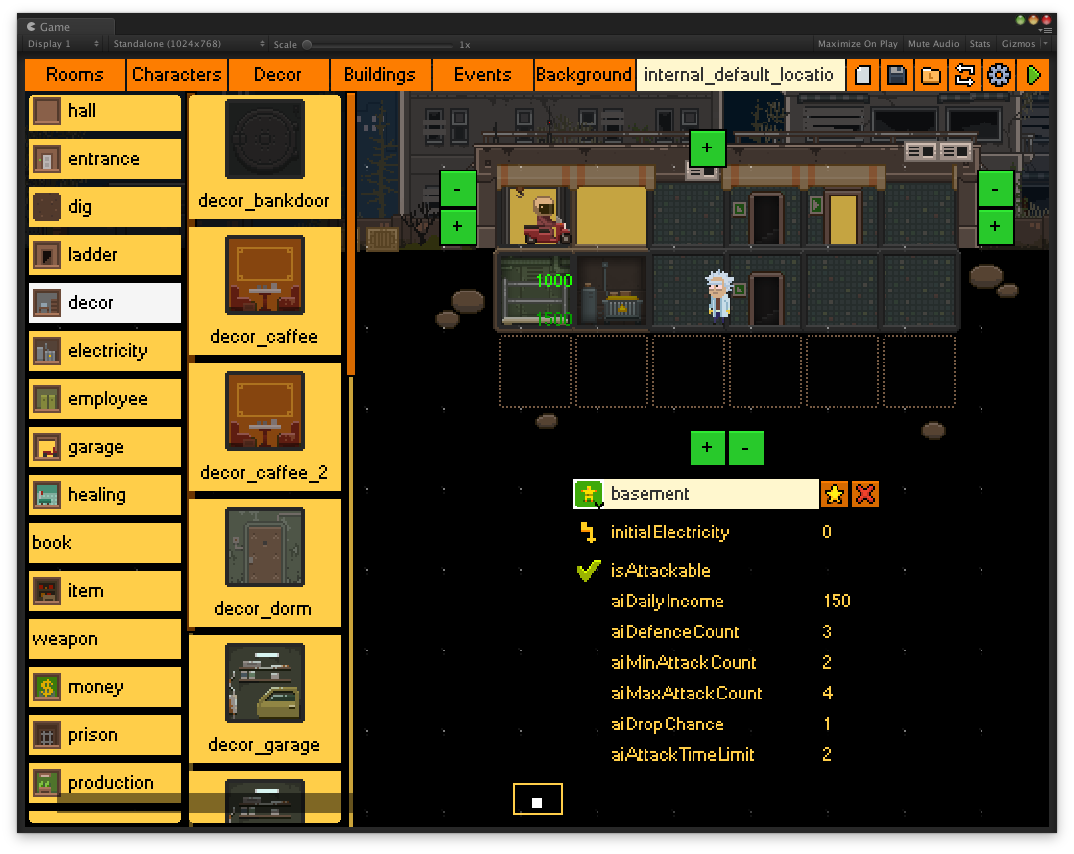 Game
Display 1 Standalone (1024x768) Scale 1x Maximize On Play Mute Audio Stats Gizmos
Rooms Characters Decor Buildings Events Background internal_default_locatio
hall
entrance
dig
ladder
decor
electricity
employee
garage
healing
book
item
weapon
money
prison
production
decor_bankdoor
decor_caffee
decor_caffee_2
decor_dorm
decor_garage
+
-
+
-
+
1000
1500
+ -
basement
initialElectricity 0
isAttackable
aiDailyIncome 150
aiDefenceCount 3
aiMinAttackCount 2
aiMaxAttackCount 4
aiDropChance 1
aiAttackTimeLimit 2